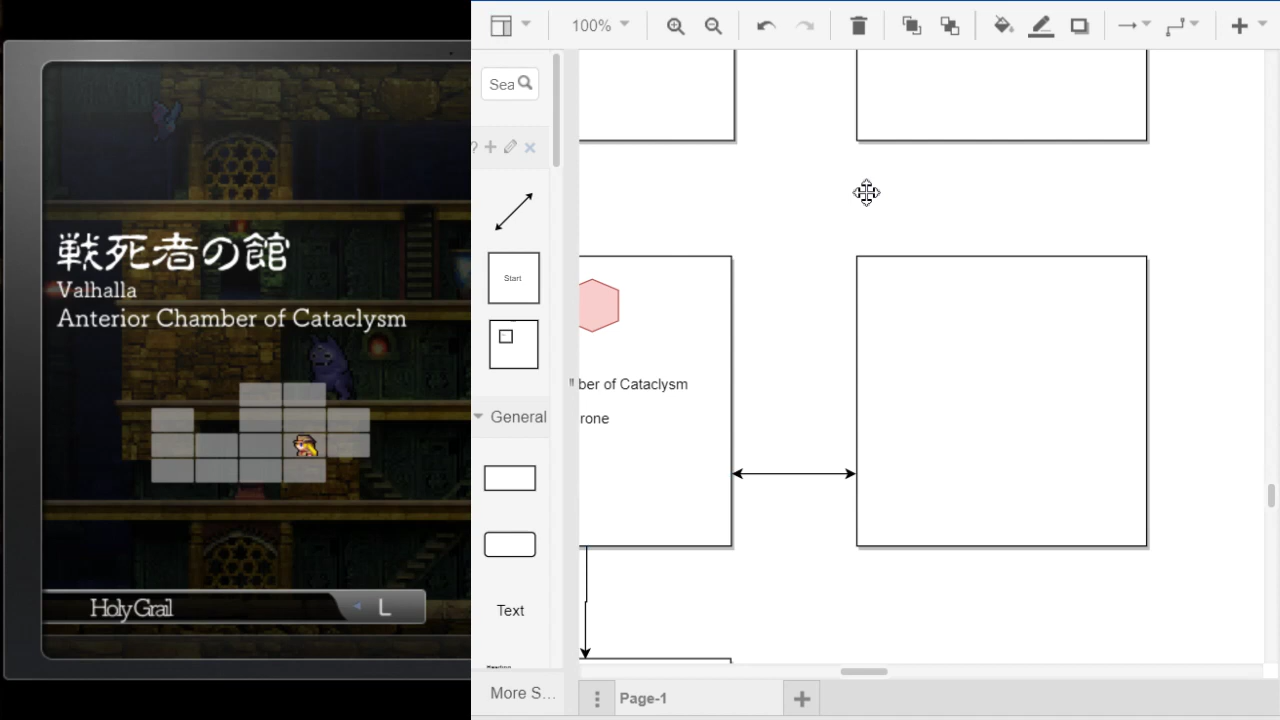 戦死者の館
Valhalla
Anterior Chamber of Cataclysm
Holy Grail
L
100%
Sea
?
Start
General
Text
More S...
ber of Cataclysm
rone
Page-1